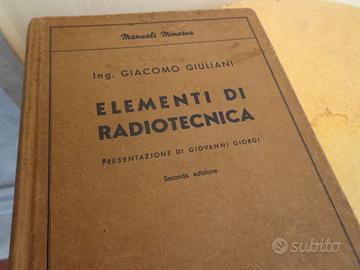 Manuali Minerva
Ing. GIACOMO GIULIANI
ELEMENTI DI
RADIOTECNICA
PRESENTAZIONE DI GIOVANNI GIORGI
Seconda edizione
subito